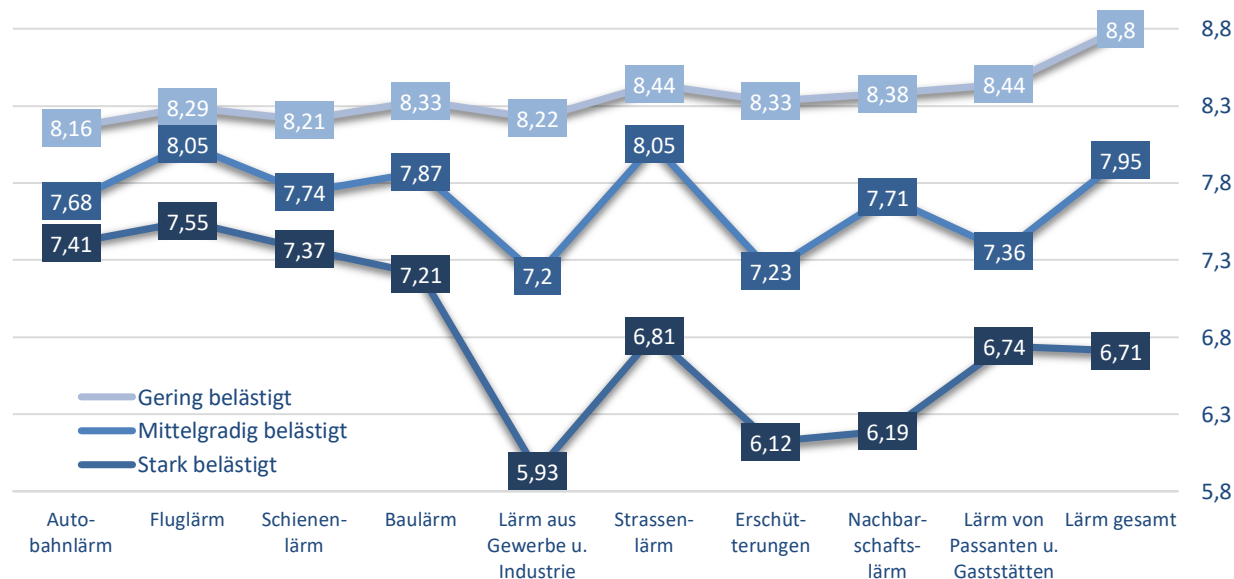 8,8
8,3
7,8
7,3
6,8
6,3
5,8
8,16
8,29
8,21
8,33
8,22
8,44
8,33
8,38
8,44
8,8
7,68
8,05
7,74
7,87
7,2
8,05
7,23
7,71
7,36
7,95
7,41
7,55
7,37
7,21
5,93
6,81
6,12
6,19
6,74
6,71
Gering belästigt
Mittelgradig belästigt
Stark belästigt
Auto-
bahnlärm
Fluglärm
Schienen-
lärm
Baulärm
Lärm aus
Gewerbe u.
Industrie
Strassen-
lärm
Erschüt-
terungen
Nachbar-
schafts-
lärm
Lärm von
Passanten u.
Gaststätten
Lärm gesamt